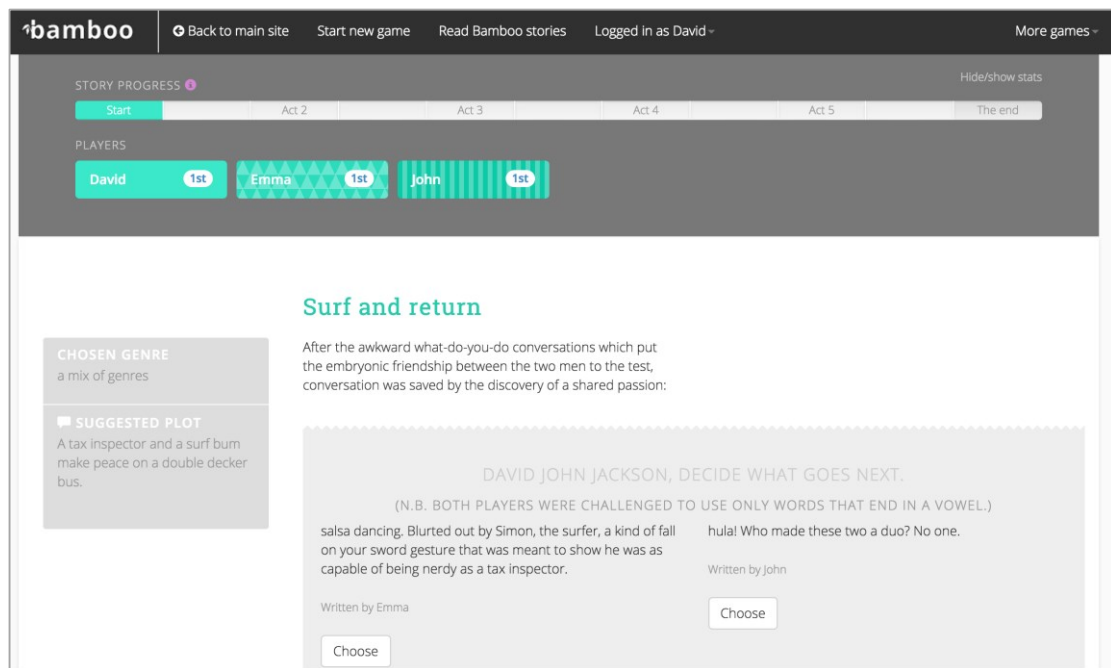 bamboo
Back to main site Start new game Read Bamboo stories Logged in as David More games
STORY PROGRESS Hide/show stats
Start Act 2 Act 3 Act 4 Act 5 The end
PLAYERS
David 1st Emma 1st John 1st
Surf and return
After the awkward what-do-you-do conversations which put
the embryonic friendship between the two men to the test,
conversation was saved by the discovery of a shared passion:
CHOSEN GENRE
a mix of genres
SUGGESTED PLOT
A tax inspector and a surf bum
make peace on a double decker
bus.
DAVID JOHN JACKSON, DECIDE WHAT GOES NEXT.
(N.B. BOTH PLAYERS WERE CHALLENGED TO USE ONLY WORDS THAT END IN A VOWEL.)
salsa dancing. Blurted out by Simon, the surfer, a kind of fall
on your sword gesture that was meant to show he was as
capable of being nerdy as a tax inspector.
Written by Emma
Choose
hula! Who made these two a duo? No one.
Written by John
Choose